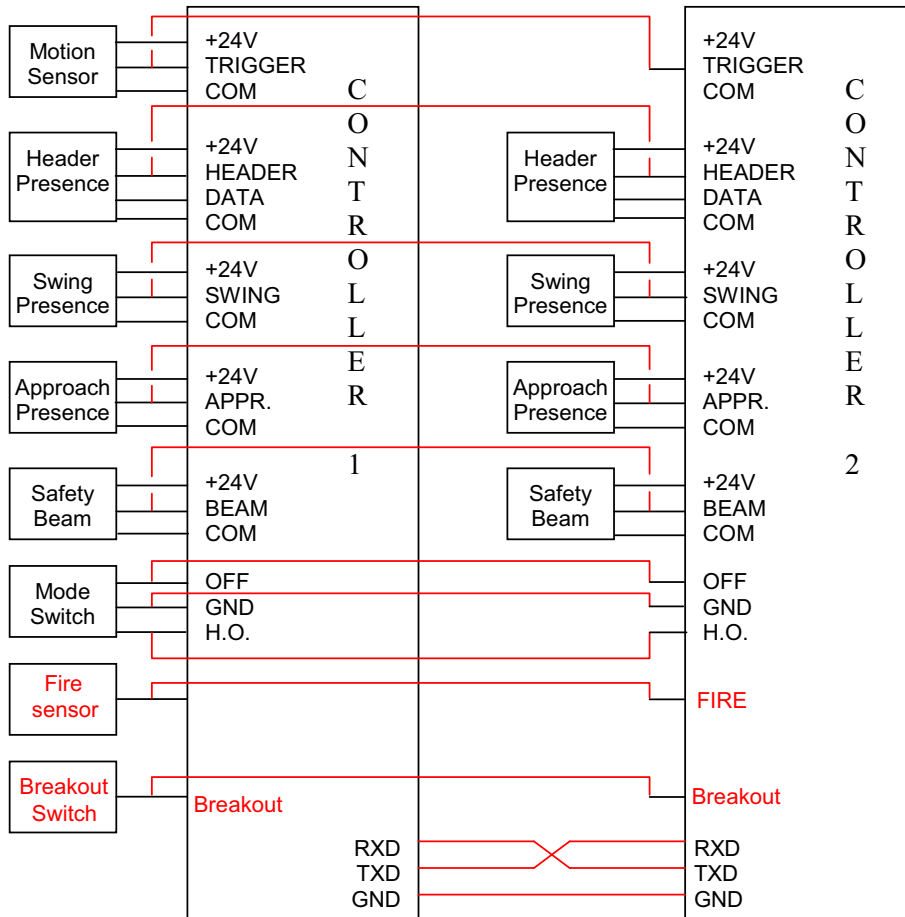 Motion
Sensor
+24V
TRIGGER
COM
Header
Presence
+24V
HEADER
DATA
COM
Swing
Presence
+24V
SWING
COM
Approach
Presence
+24V
APPR.
COM
Safety
Beam
+24V
BEAM
COM
Mode
Switch
OFF
GND
H.O.
Fire
sensor
Breakout
Switch
Breakout
RXD
TXD
GND
C
O
N
T
R
O
L
L
E
R
1
Header
Presence
Swing
Presence
Approach
Presence
Safety
Beam
+24V
TRIGGER
COM
+24V
HEADER
DATA
COM
+24V
SWING
COM
+24V
APPR.
COM
+24V
BEAM
COM
OFF
GND
H.O.
FIRE
Breakout
RXD
TXD
GND
C
O
N
T
R
O
L
L
E
R
2